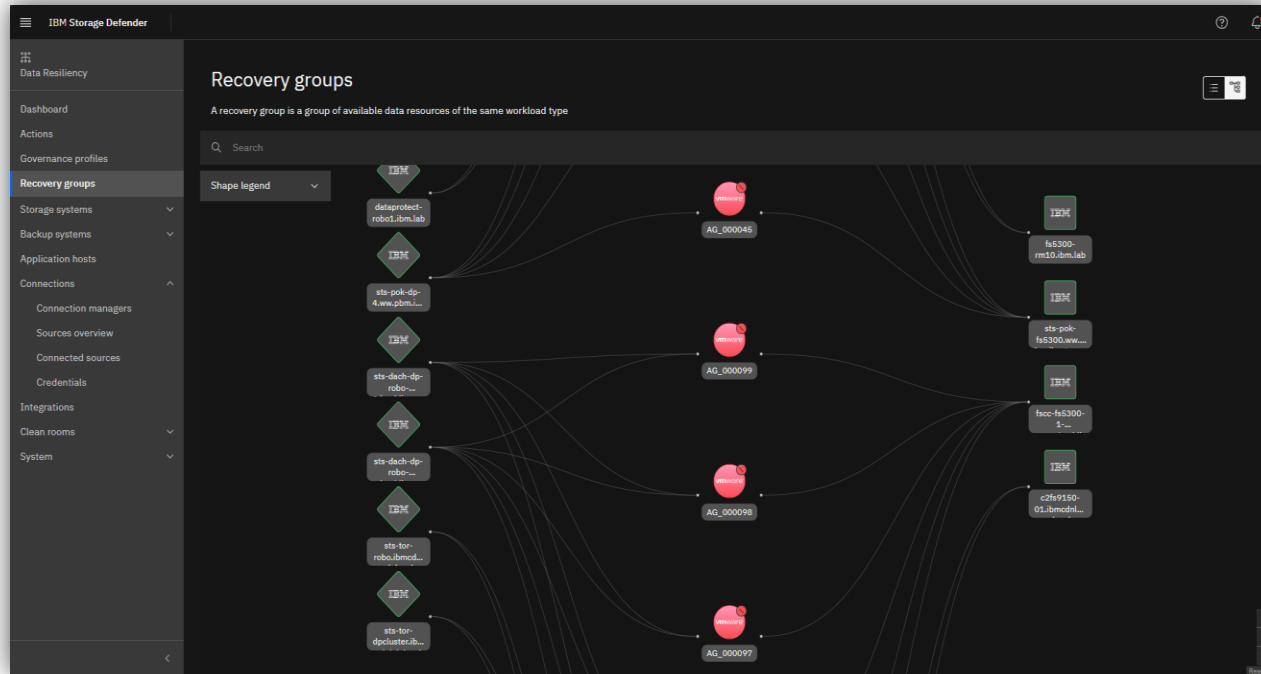 IBM Storage Defender
Data Resiliency
Dashboard
Actions
Governance profiles
Recovery groups
Storage systems
Backup systems
Application hosts
Connections
Connection managers
Sources overview
Connected sources
Credentials
Integrations
Clean rooms
System
Recovery groups
A recovery group is a group of available data resources of the same workload type
Search
Shape legend
IBM
dataprotect-
robo1.ibm.lab
IBM
sts-pok-dp-
4.ww.pbm.i...
IBM
sts-dach-dp-
robo-...
IBM
sts-dach-dp-
robo-...
IBM
sts-tor-
robo.ibmcd...
IBM
sts-tor-
dpcluster.ib...
vmware
AG_000045
vmware
AG_000099
vmware
AG_000098
vmware
AG_000097
IBM
fs5300-
rm10.ibm.lab
IBM
sts-pok-
fs5300.ww....
IBM
fscc-fs5300-
1-...
IBM
c2fs9150-
01.ibmcdnl...